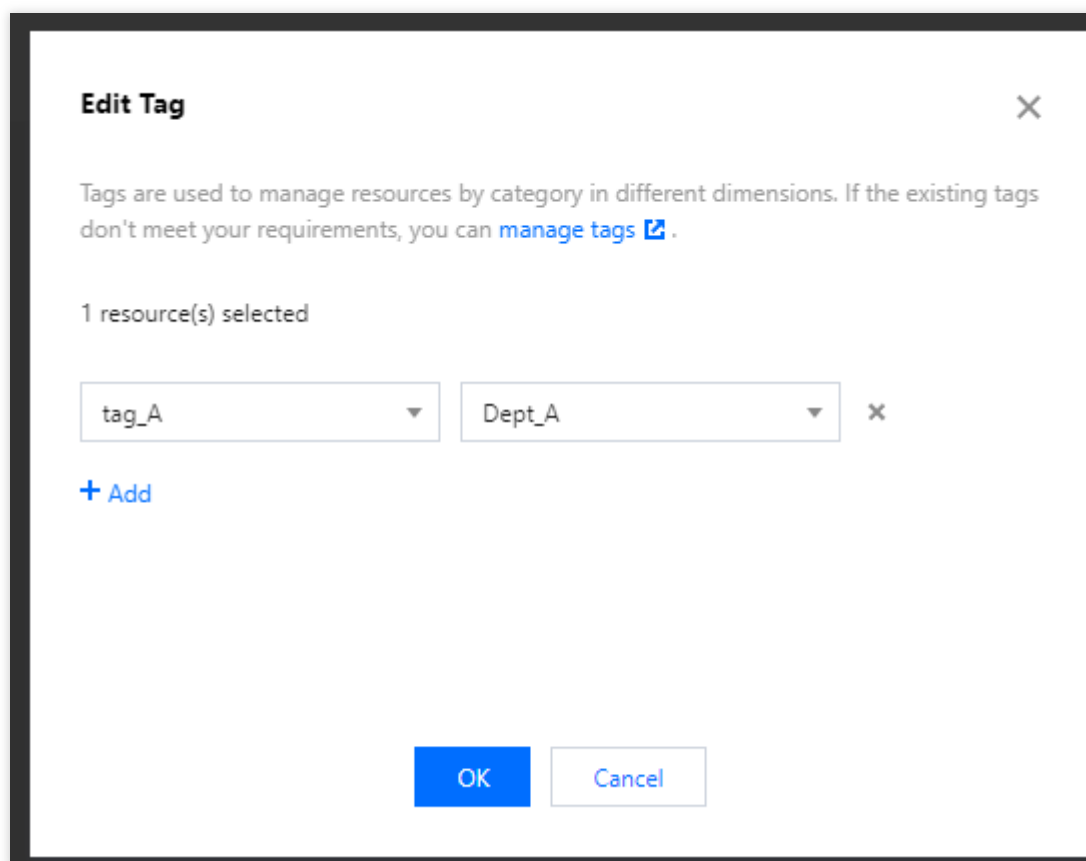 Edit Tag
Tags are used to manage resources by category in different dimensions. If the existing tags
don't meet your requirements, you can manage tags .
1 resource(s) selected
tag_A
Dept_A
Add
OK
Cancel